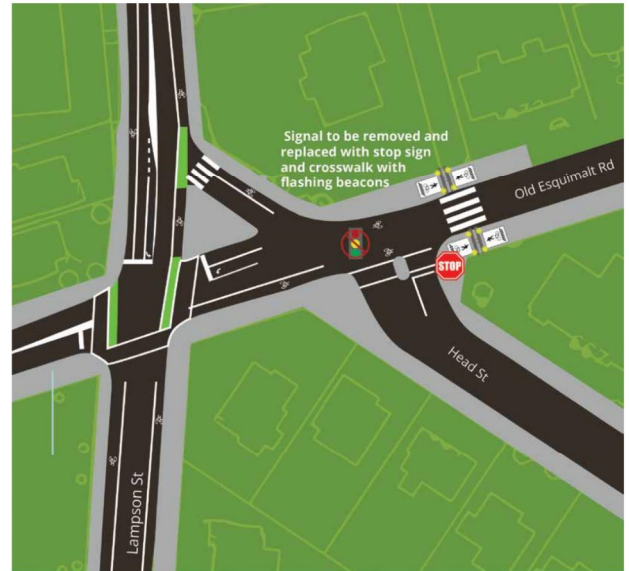 Signal to be removed and
replaced with stop sign
and crosswalk with
flashing beacons
Old Esquimalt Rd
STOP
Head St
Lampson St